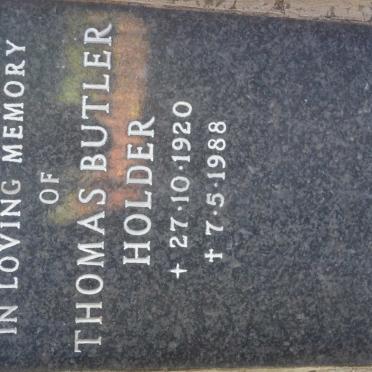 IN LOVING MEMORY
OF
THOMAS BUTLER
HOLDER
+ 27·10·1920
✝ 7·5·1988